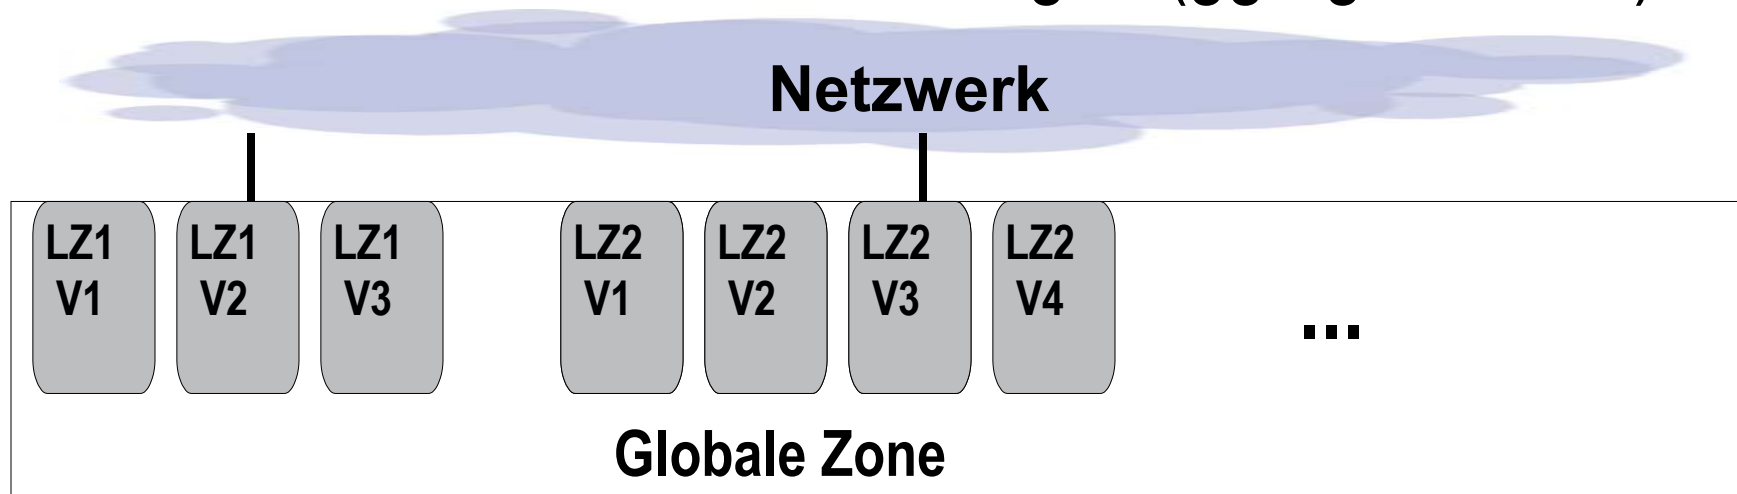 Netzwerk
LZ1 LZ1 LZ1 LZ2 LZ2 LZ2 LZ2
V1 V2 V3 V1 V2 V3 V4
...
Globale Zone